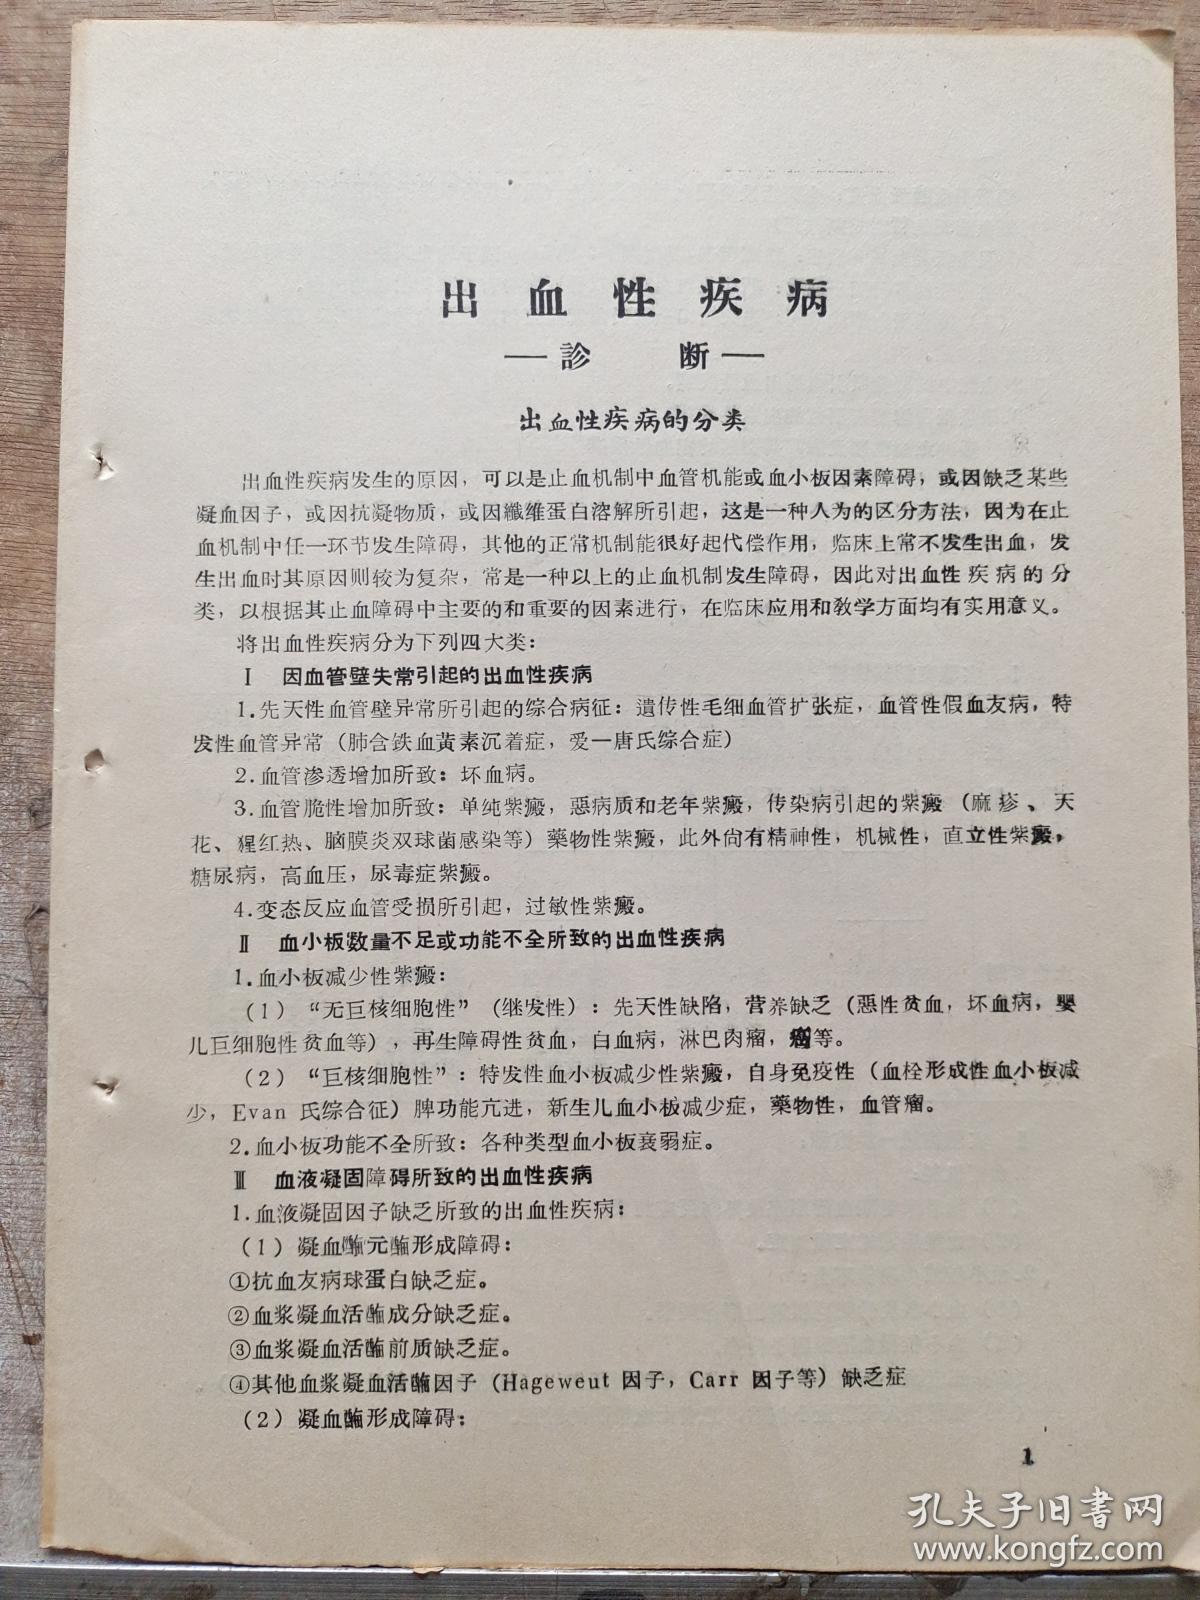 出血性疾病
—診 断—
出血性疾病的分类
出血性疾病发生的原因，可以是止血机制中血管机能或血小板因素障碍，或因缺乏某些
凝血因子，或因抗凝物质，或因纖维蛋白溶解所引起，这是一种人为的区分方法，因为在止
血机制中任一环节发生障碍，其他的正常机制能很好起代偿作用，临床上常不发生出血，发
生出血时其原因则较为复杂，常是一种以上的止血机制发生障碍，因此对出血性疾病的分
类，以根据其止血障碍中主要的和重要的因素进行，在临床应用和教学方面均有实用意义。
将出血性疾病分为下列四大类：
Ⅰ 因血管壁失常引起的出血性疾病
1.先天性血管壁异常所引起的综合病征：遺传性毛细血管扩张症，血管性假血友病，特
发性血管异常（肺含铁血黃素沉着症，爱—唐氏综合症）
2.血管渗透增加所致：坏血病。
3.血管脆性增加所致：单纯紫癜，恶病质和老年紫癜，传染病引起的紫癜（麻疹、天
花、猩红热、脑膜炎双球菌感染等）藥物性紫癜，此外尙有精神性，机械性，直立性紫癜，
糖尿病，高血压，尿毒症紫癜。
4.变态反应血管受损所引起，过敏性紫癜。
Ⅱ 血小板数量不足或功能不全所致的出血性疾病
1.血小板减少性紫癜：
（1）“无巨核细胞性”（继发性）：先天性缺陷，营养缺乏（恶性贫血，坏血病，婴
儿巨细胞性贫血等），再生障碍性贫血，白血病，淋巴肉瘤，癌等。
（2）“巨核细胞性”：特发性血小板减少性紫癜，自身免疫性（血栓形成性血小板减
少，Evan 氏综合征）脾功能亢进，新生儿血小板减少症，藥物性，血管瘤。
2.血小板功能不全所致：各种类型血小板衰弱症。
Ⅲ 血液凝固障碍所致的出血性疾病
1.血液凝固因子缺乏所致的出血性疾病：
（1）凝血酶元酶形成障碍：
①抗血友病球蛋白缺乏症。
②血浆凝血活酶成分缺乏症。
③血浆凝血活酶前质缺乏症。
④其他血浆凝血活酶因子（Hageweut 因子，Carr 因子等）缺乏症
（2）凝血酶形成障碍：
1
孔夫子旧書网
www.kongfz.com